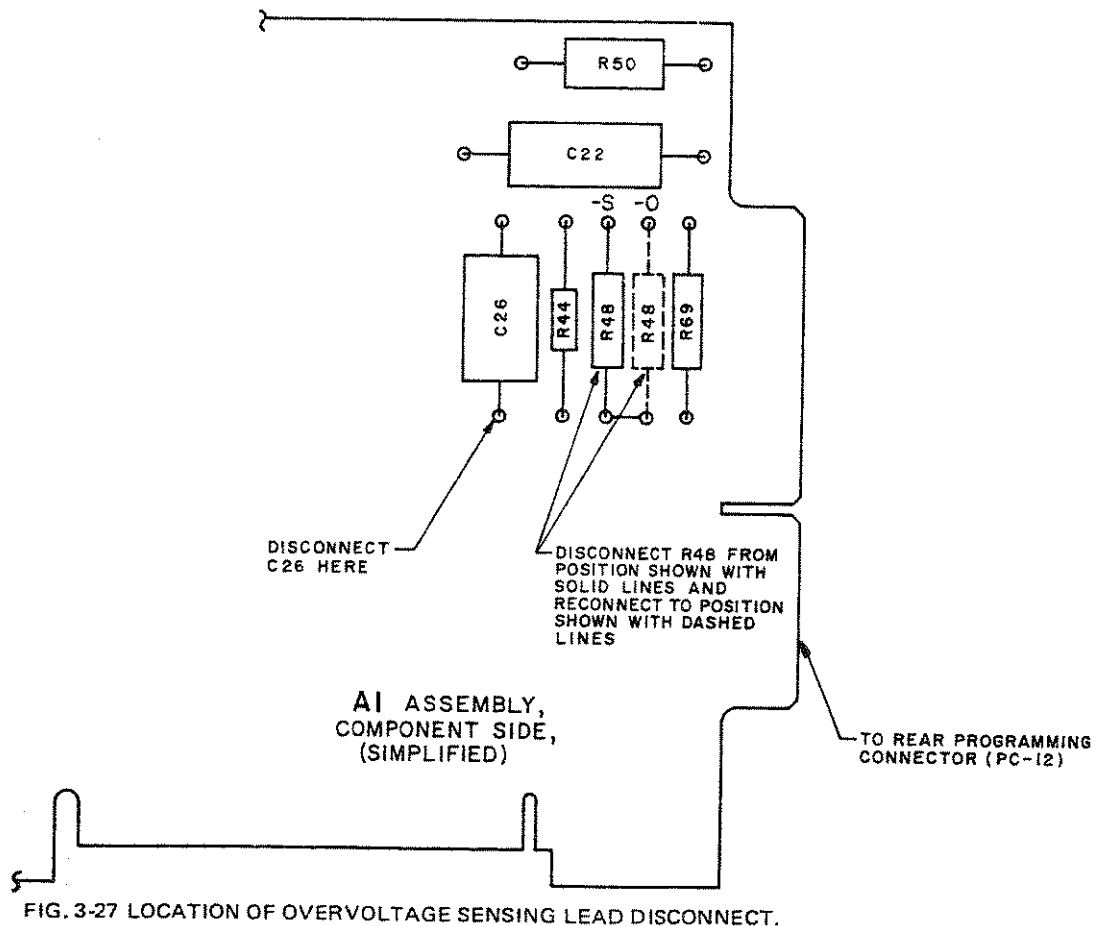 R50
C22
-S -O
C26
R44
R48
R48
R69
DISCONNECT
C26 HERE
DISCONNECT R48 FROM
POSITION SHOWN WITH
SOLID LINES AND
RECONNECT TO POSITION
SHOWN WITH DASHED
LINES
A1 ASSEMBLY,
COMPONENT SIDE,
(SIMPLIFIED)
TO REAR PROGRAMMING
CONNECTOR (PC-12)
FIG. 3-27 LOCATION OF OVERVOLTAGE SENSING LEAD DISCONNECT.